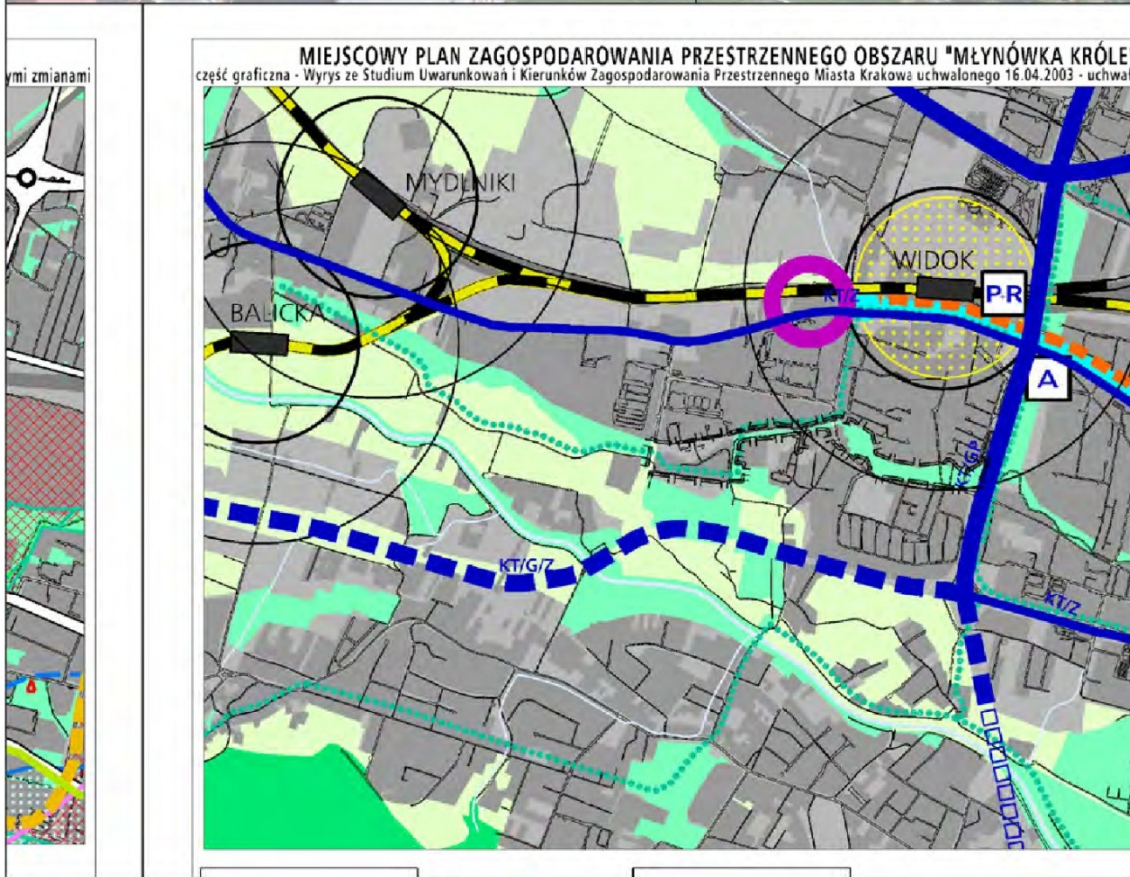 ymi zmianami
MIEJSCOWY PLAN ZAGOSPODAROWANIA PRZESTRZENNEGO OBSZARU "MŁYNÓWKA KRÓLE
część graficzna - Wyrys ze Studium Uwarunkowań i Kierunków Zagospodarowania Przestrzennego Miasta Krakowa uchwalonego 16.04.2003 - uchwał
MYDLNIKI
WIDOK
BALICKA
KT/Z
P+R
A
KT/G/Z
KT/Z